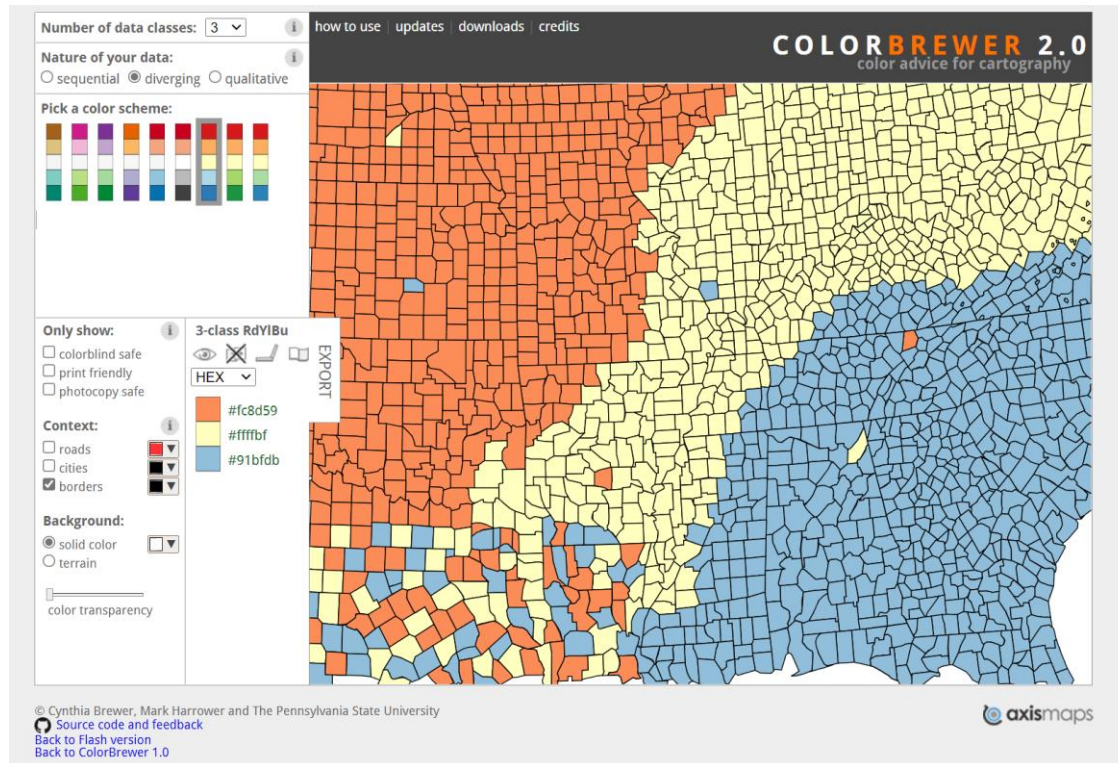 Number of data classes: 3
how to use | updates | downloads | credits
COLORBREWER 2.0
color advice for cartography
Nature of your data:
sequential diverging qualitative
Pick a color scheme:
Only show:
colorblind safe
print friendly
photocopy safe
Context:
roads
cities
borders
Background:
solid color
terrain
color transparency
3-class RdYlBu
EXPORT
HEX
#fc8d59
#ffffbf
#91bfdb
© Cynthia Brewer, Mark Harrower and The Pennsylvania State University
Source code and feedback
Back to Flash version
Back to ColorBrewer 1.0
axismaps